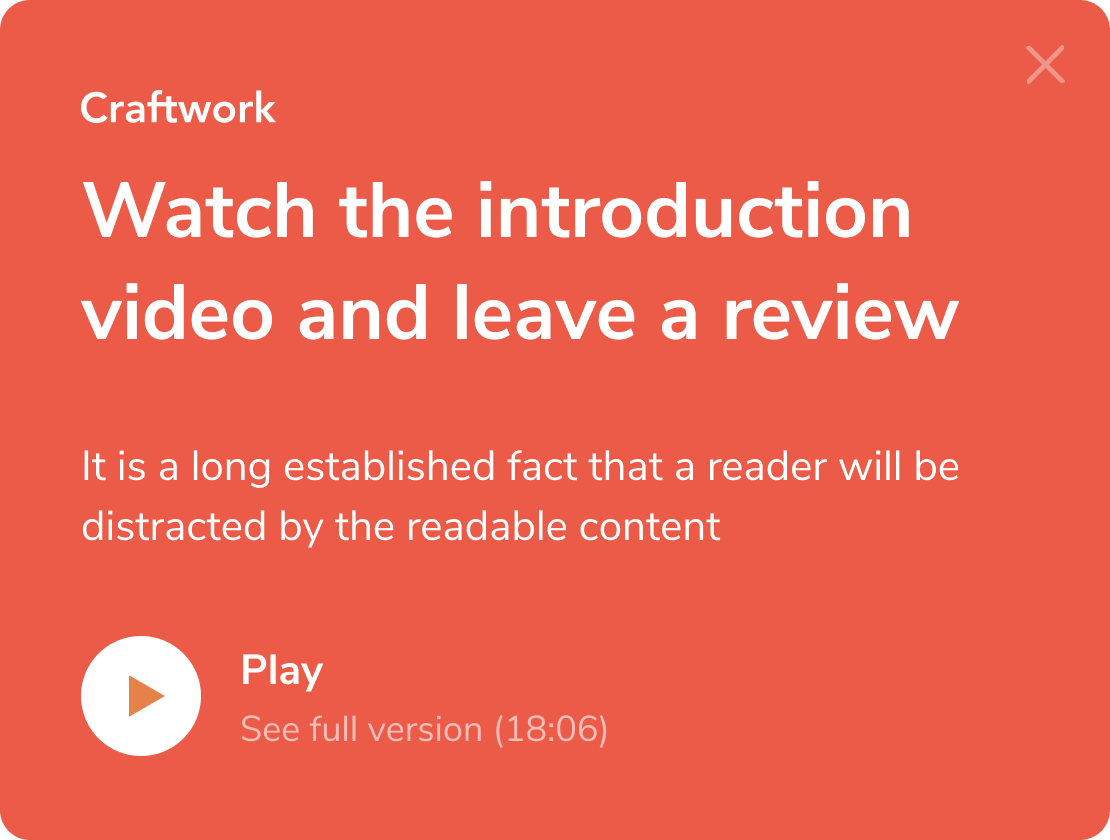 Craftwork
Watch the introduction
video and leave a review
It is a long established fact that a reader will be
distracted by the readable content
Play
See full version (18:06)